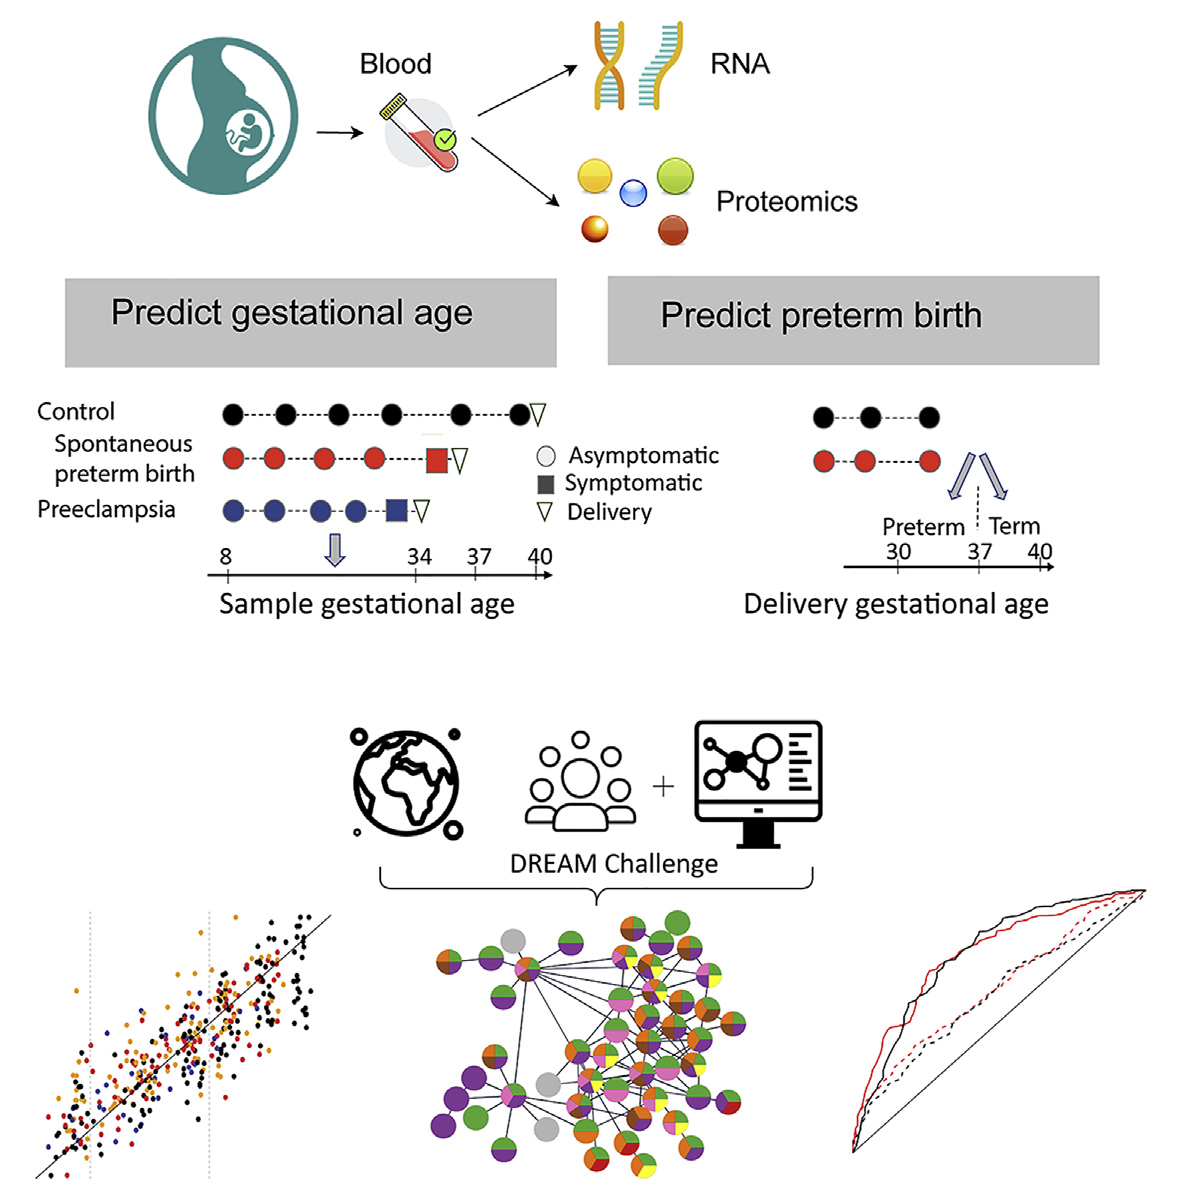 Blood
RNA
Proteomics
Predict gestational age
Predict preterm birth
Control
Spontaneous
preterm birth
Preeclampsia
Asymptomatic
Symptomatic
Delivery
8
34
37
40
Sample gestational age
Preterm
Term
30
37
40
Delivery gestational age
+
DREAM Challenge